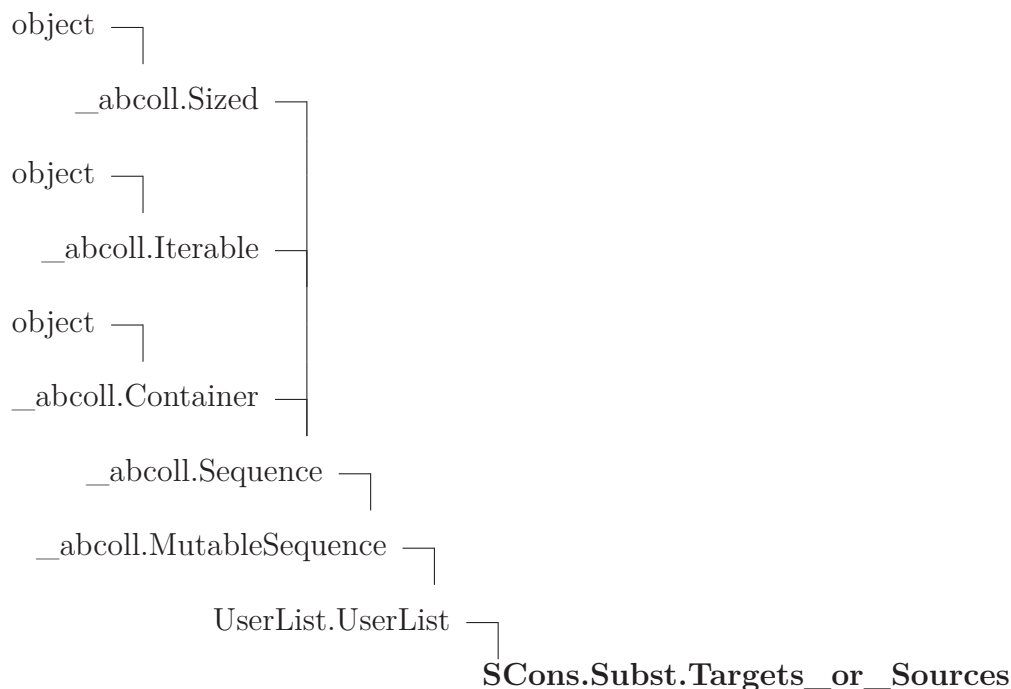 object
_abcoll.Sized
object
_abcoll.Iterable
object
_abcoll.Container
_abcoll.Sequence
_abcoll.MutableSequence
UserList.UserList
SCons.Subst.Targets_or_Sources